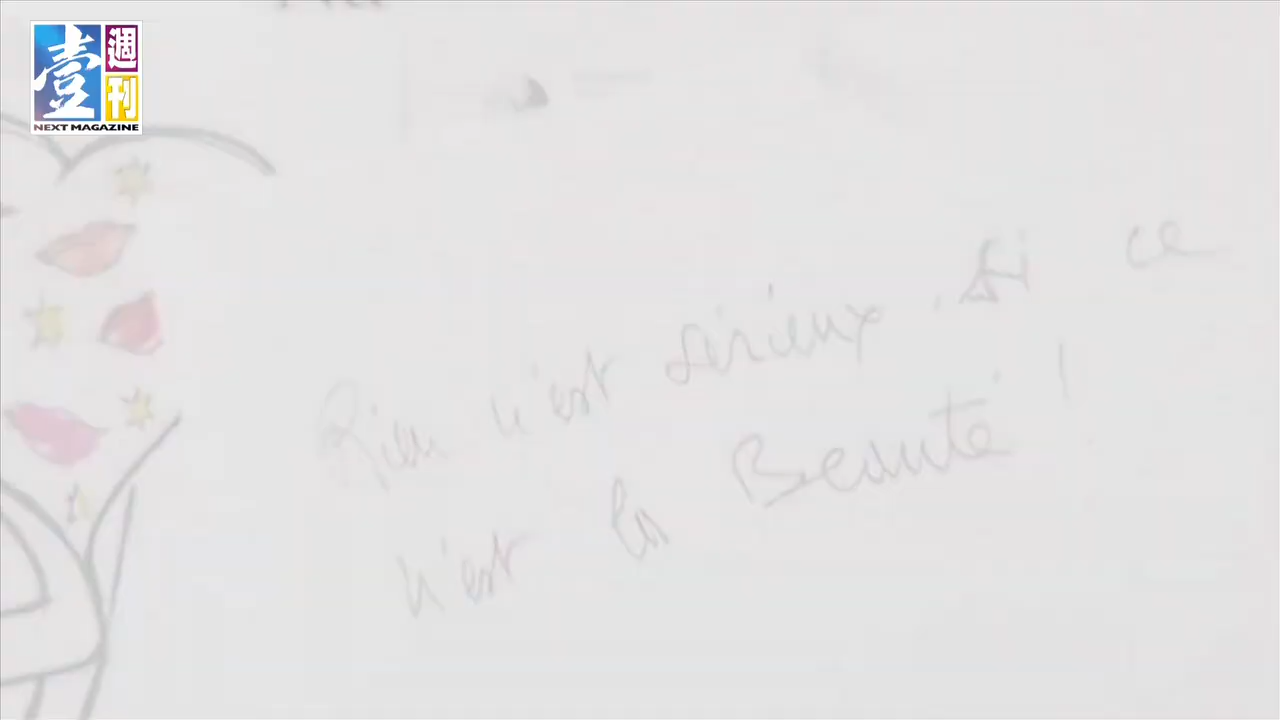 壹週刊
NEXT MAGAZINE
Rien n'est sérieux, si ce
n'est la Beauté !